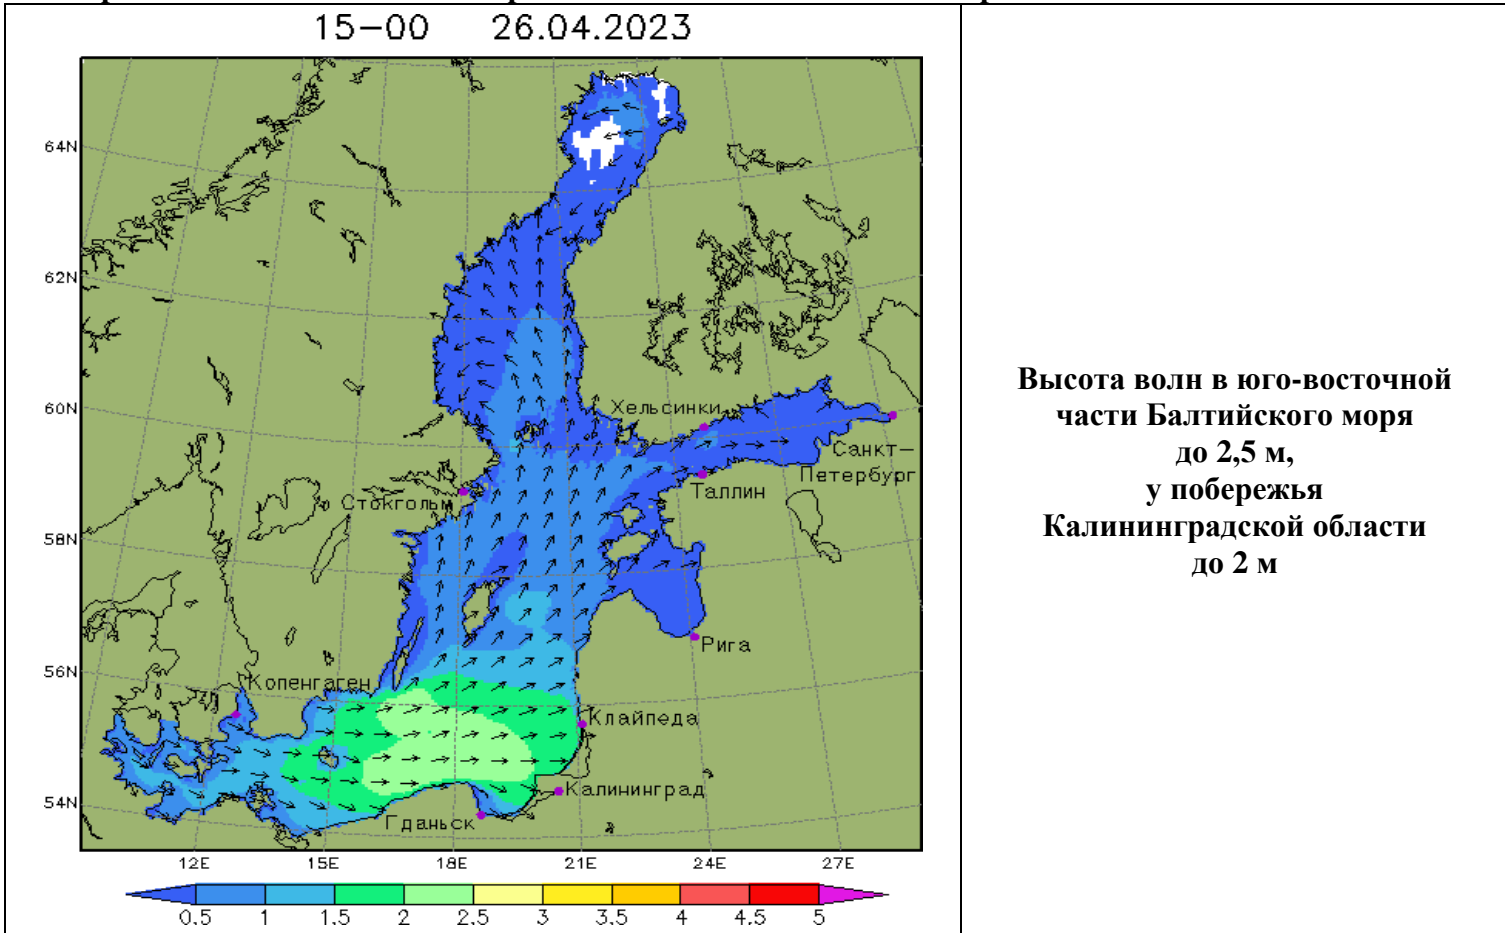 15-00 26.04.2023
64N
62N
60N
58N
56N
54N
Хельсинки
Санкт-
Петербург
Таллин
Стокгольм
Рига
Копенгаген
Клайпеда
Калининград
Гданьск
12E 15E 18E 21E 24E 27E
0.5 1 1.5 2 2.5 3 3.5 4 4.5 5
Высота волн в юго-восточной
части Балтийского моря
до 2,5 м,
у побережья
Калининградской области
до 2 м